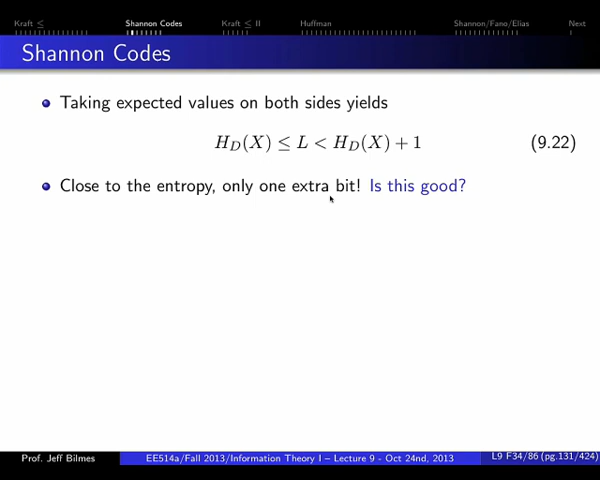 Kraft ≤ Shannon Codes Kraft ≤ II Huffman Shannon/Fano/Elias Next
Shannon Codes
Taking expected values on both sides yields
H_D(X) ≤ L < H_D(X) + 1 (9.22)
Close to the entropy, only one extra bit! Is this good?
Prof. Jeff Bilmes EE514a/Fall 2013/Information Theory I – Lecture 9 - Oct 24nd, 2013 L9 F34/86 (pg.131/424)